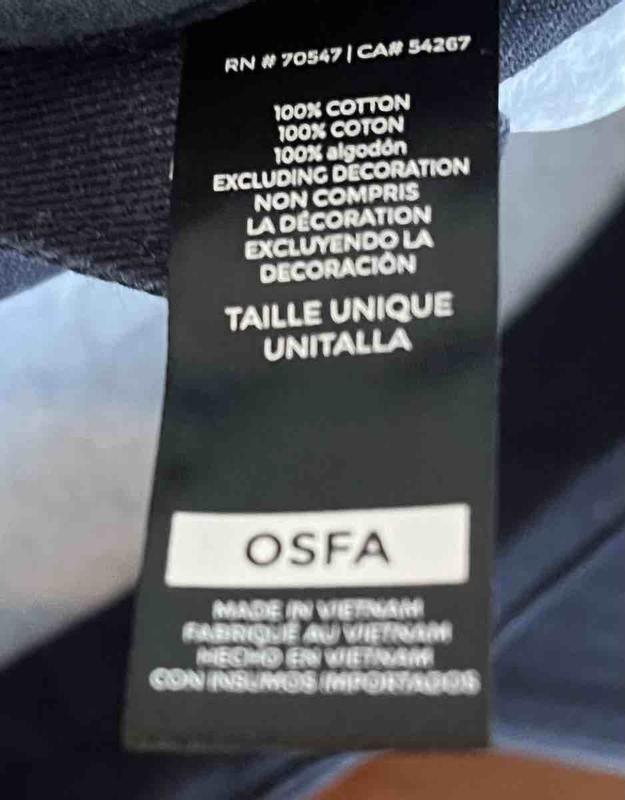 RN # 70547 | CA# 54267
100% COTTON
100% COTON
100% algodón
EXCLUDING DECORATION
NON COMPRIS
LA DÉCORATION
EXCLUYENDO LA
DECORACIÓN
TAILLE UNIQUE
UNITALLA
OSFA
MADE IN VIETNAM
FABRIQUÉ AU VIETNAM
HECHO EN VIETNAM
CON INSUMOS IMPORTADOS